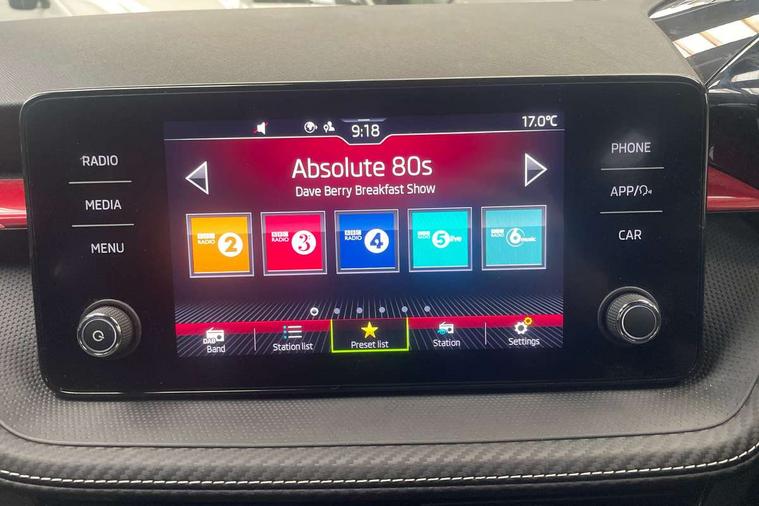 9:18
17.0°C
RADIO
MEDIA
MENU
Absolute 80s
Dave Berry Breakfast Show
BBC RADIO 2
BBC RADIO 3
BBC RADIO 4
BBC RADIO 5 live
BBC RADIO 6 music
DAB
Band
Station list
Preset list
Station
Settings
PHONE
APP/
CAR